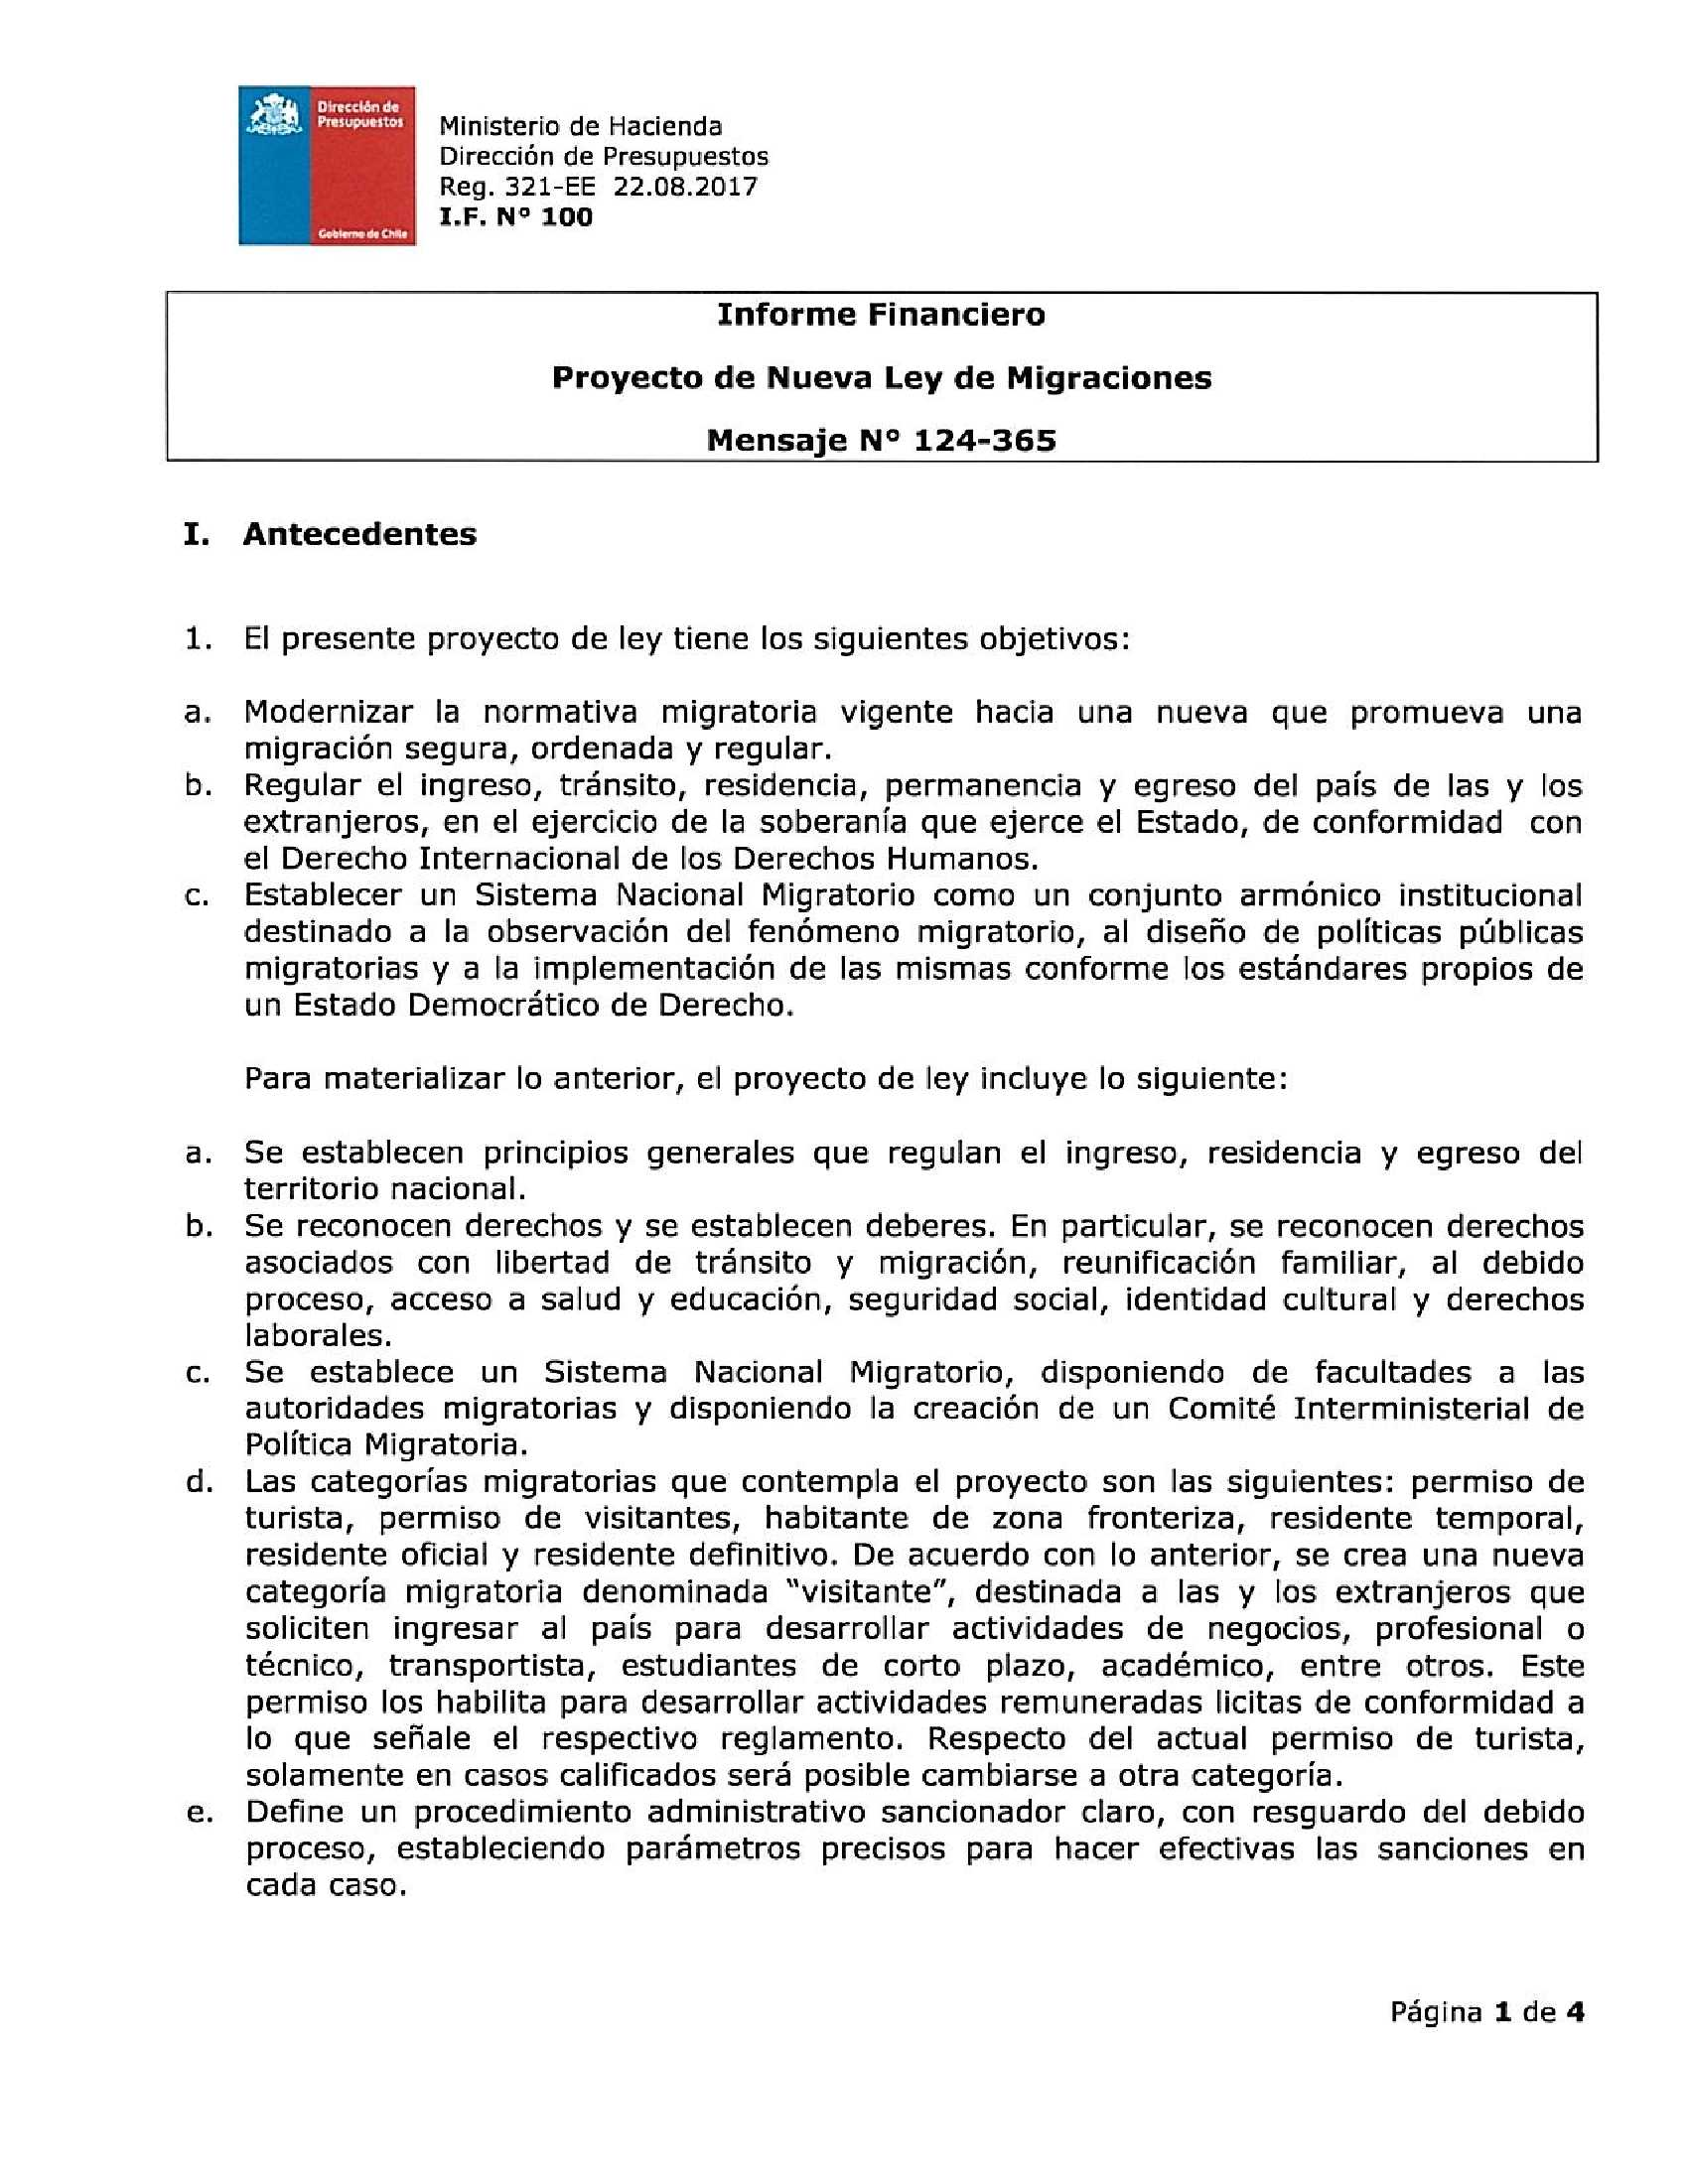 Dirección de
Presupuestos
Gobierno de Chile
Ministerio de Hacienda
Dirección de Presupuestos
Reg. 321-EE 22.08.2017
I.F. Nº 100
Informe Financiero
Proyecto de Nueva Ley de Migraciones
Mensaje Nº 124-365
I. Antecedentes
1. El presente proyecto de ley tiene los siguientes objetivos:
a. Modernizar la normativa migratoria vigente hacia una nueva que promueva una
migración segura, ordenada y regular.
b. Regular el ingreso, tránsito, residencia, permanencia y egreso del país de las y los
extranjeros, en el ejercicio de la soberanía que ejerce el Estado, de conformidad con
el Derecho Internacional de los Derechos Humanos.
c. Establecer un Sistema Nacional Migratorio como un conjunto armónico institucional
destinado a la observación del fenómeno migratorio, al diseño de políticas públicas
migratorias y a la implementación de las mismas conforme los estándares propios de
un Estado Democrático de Derecho.
Para materializar lo anterior, el proyecto de ley incluye lo siguiente:
a. Se establecen principios generales que regulan el ingreso, residencia y egreso del
territorio nacional.
b. Se reconocen derechos y se establecen deberes. En particular, se reconocen derechos
asociados con libertad de tránsito y migración, reunificación familiar, al debido
proceso, acceso a salud y educación, seguridad social, identidad cultural y derechos
laborales.
c. Se establece un Sistema Nacional Migratorio, disponiendo de facultades a las
autoridades migratorias y disponiendo la creación de un Comité Interministerial de
Política Migratoria.
d. Las categorías migratorias que contempla el proyecto son las siguientes: permiso de
turista, permiso de visitantes, habitante de zona fronteriza, residente temporal,
residente oficial y residente definitivo. De acuerdo con lo anterior, se crea una nueva
categoría migratoria denominada "visitante", destinada a las y los extranjeros que
soliciten ingresar al país para desarrollar actividades de negocios, profesional o
técnico, transportista, estudiantes de corto plazo, académico, entre otros. Este
permiso los habilita para desarrollar actividades remuneradas licitas de conformidad a
lo que señale el respectivo reglamento. Respecto del actual permiso de turista,
solamente en casos calificados será posible cambiarse a otra categoría.
e. Define un procedimiento administrativo sancionador claro, con resguardo del debido
proceso, estableciendo parámetros precisos para hacer efectivas las sanciones en
cada caso.
Página 1 de 4